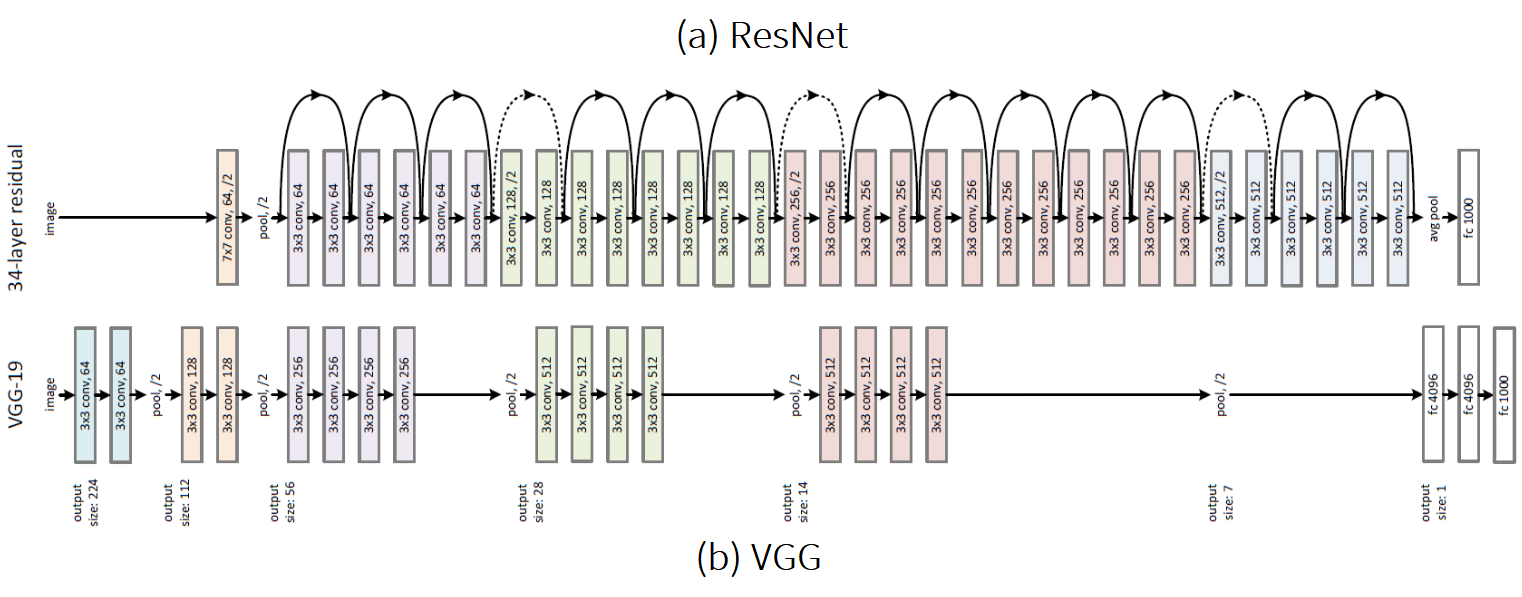 (a) ResNet
34-layer residual
image
7x7 conv, 64, /2
pool, /2
3x3 conv, 64
3x3 conv, 64
3x3 conv, 64
3x3 conv, 64
3x3 conv, 64
3x3 conv, 64
3x3 conv, 128, /2
3x3 conv, 128
3x3 conv, 128
3x3 conv, 128
3x3 conv, 128
3x3 conv, 128
3x3 conv, 128
3x3 conv, 128
3x3 conv, 256, /2
3x3 conv, 256
3x3 conv, 256
3x3 conv, 256
3x3 conv, 256
3x3 conv, 256
3x3 conv, 256
3x3 conv, 256
3x3 conv, 256
3x3 conv, 256
3x3 conv, 256
3x3 conv, 256
3x3 conv, 512, /2
3x3 conv, 512
3x3 conv, 512
3x3 conv, 512
3x3 conv, 512
3x3 conv, 512
avg pool
fc 1000
VGG-19
image
3x3 conv, 64
3x3 conv, 64
pool, /2
3x3 conv, 128
3x3 conv, 128
pool, /2
3x3 conv, 256
3x3 conv, 256
3x3 conv, 256
3x3 conv, 256
pool, /2
3x3 conv, 512
3x3 conv, 512
3x3 conv, 512
3x3 conv, 512
pool, /2
3x3 conv, 512
3x3 conv, 512
3x3 conv, 512
3x3 conv, 512
pool, /2
fc 4096
fc 4096
fc 1000
output
size: 224
output
size: 112
output
size: 56
output
size: 28
output
size: 14
output
size: 7
output
size: 1
(b) VGG